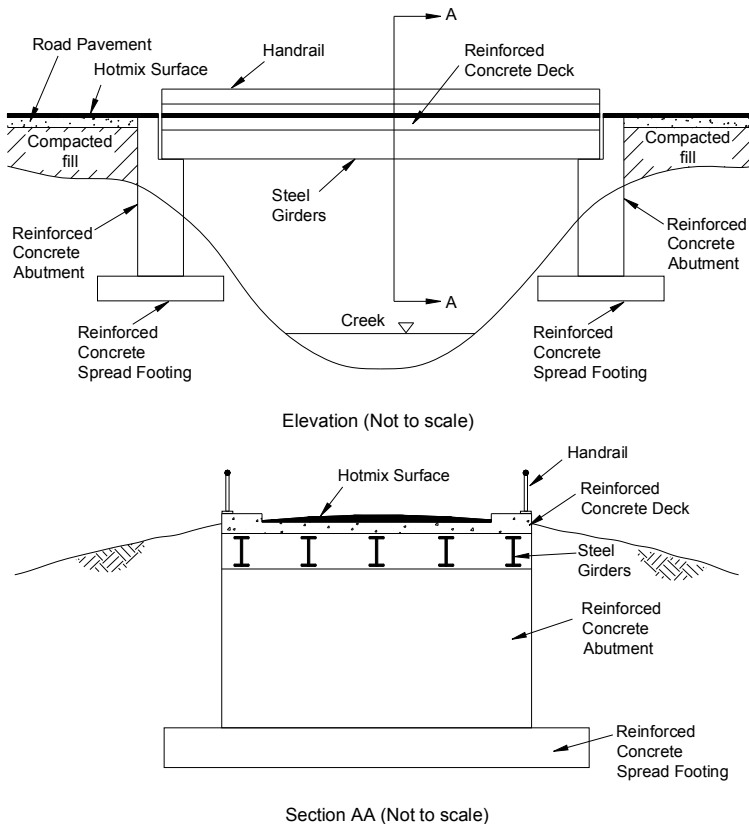 A
Road Pavement
Hotmix Surface
Handrail
Reinforced
Concrete Deck
Compacted
fill
Compacted
fill
Steel
Girders
Reinforced
Concrete
Abutment
Reinforced
Concrete
Abutment
A
Creek
Reinforced
Concrete
Spread Footing
Reinforced
Concrete
Spread Footing
Elevation (Not to scale)
Handrail
Hotmix Surface
Reinforced
Concrete Deck
Steel
Girders
Reinforced
Concrete
Abutment
Reinforced
Concrete
Spread Footing
Section AA (Not to scale)